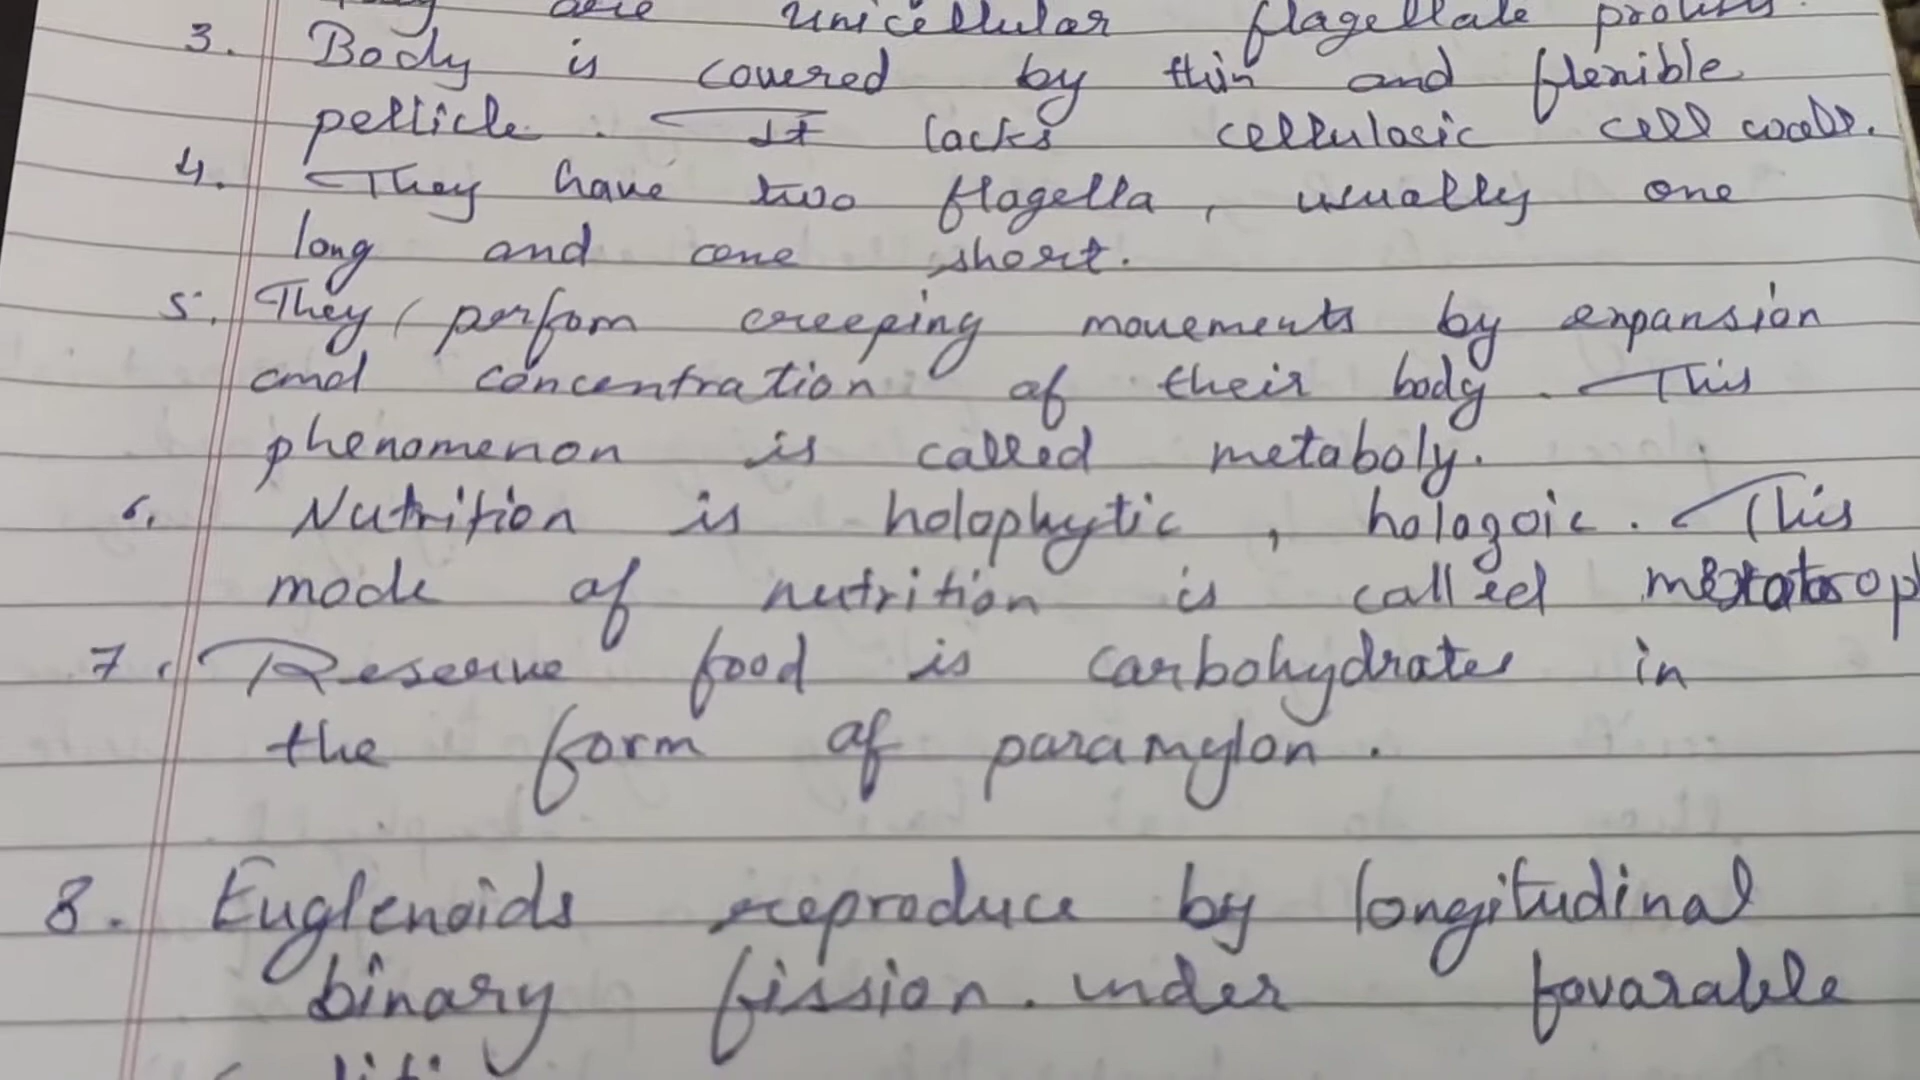 are unicellular flagellate protists.
3. Body is covered by thin and flexible
pellicle. It lacks cellulosic cell wall.
4. They have two flagella, usually one
long and one short.
5. They perfom creeping movements by expansion
and concentration of their body. This
phenomenon is called metaboly.
6. Nutrition is holophytic, holozoic. This
mode of nutrition is called
7. Reserve food is carbohydrates in
the form of paramylon.
8. Euglenoids reproduce by longitudinal
binary fission. under favarable